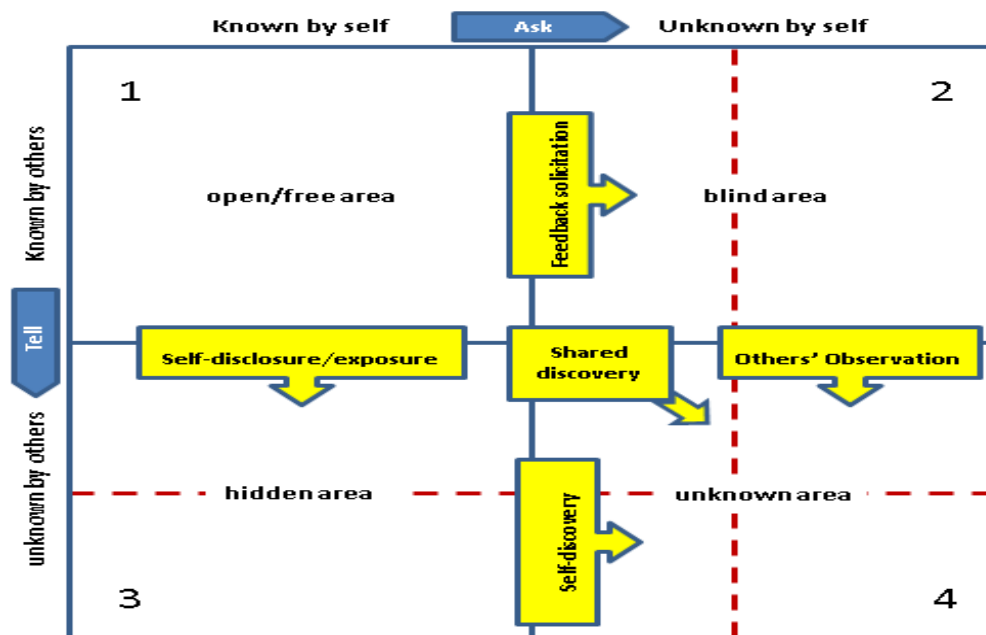 Known by self
Ask
Unknown by self
1
2
Known by others
open/free area
Feedback solicitation
blind area
Tell
Self-disclosure/exposure
Shared
discovery
Others' Observation
unknown by others
hidden area
Self-discovery
unknown area
3
4